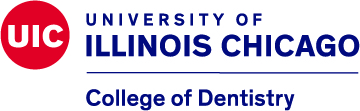 UIC
UNIVERSITY OF
ILLINOIS CHICAGO
College of Dentistry